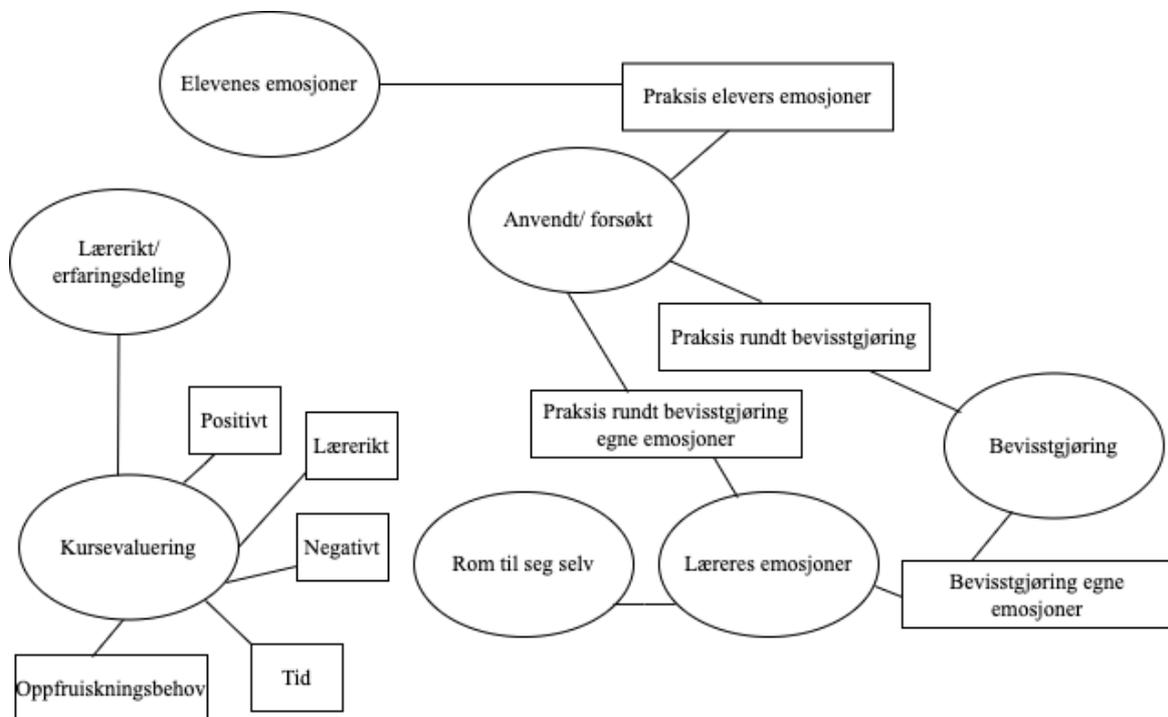 Elevenes emosjoner
Praksis elevers emosjoner
Anvendt/ forsøkt
Lærerikt/
erfaringsdeling
Praksis rundt bevisstgjøring
Praksis rundt bevisstgjøring
egne emosjoner
Positivt
Lærerikt
Bevisstgjøring
Kursevaluering
Negativt
Rom til seg selv
Læreres emosjoner
Bevisstgjøring egne
emosjoner
Oppfruiskningsbehov
Tid